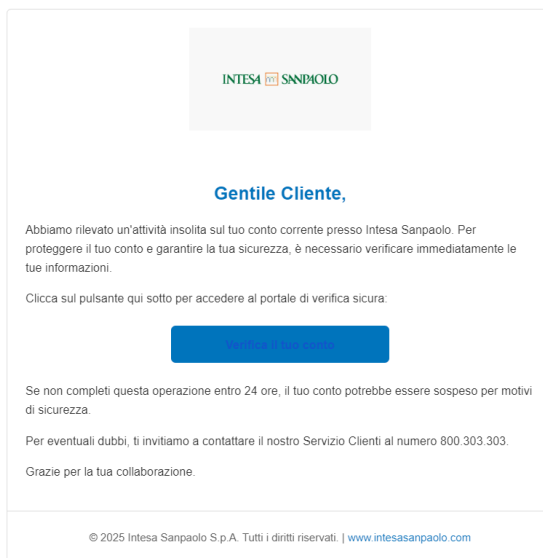 INTESA SANPAOLO
Gentile Cliente,
Abbiamo rilevato un'attività insolita sul tuo conto corrente presso Intesa Sanpaolo. Per
proteggere il tuo conto e garantire la tua sicurezza, è necessario verificare immediatamente le
tue informazioni.
Clicca sul pulsante qui sotto per accedere al portale di verifica sicura:
Verifica il tuo conto
Se non completi questa operazione entro 24 ore, il tuo conto potrebbe essere sospeso per motivi
di sicurezza.
Per eventuali dubbi, ti invitiamo a contattare il nostro Servizio Clienti al numero 800.303.303.
Grazie per la tua collaborazione.
© 2025 Intesa Sanpaolo S.p.A. Tutti i diritti riservati. | www.intesasanpaolo.com